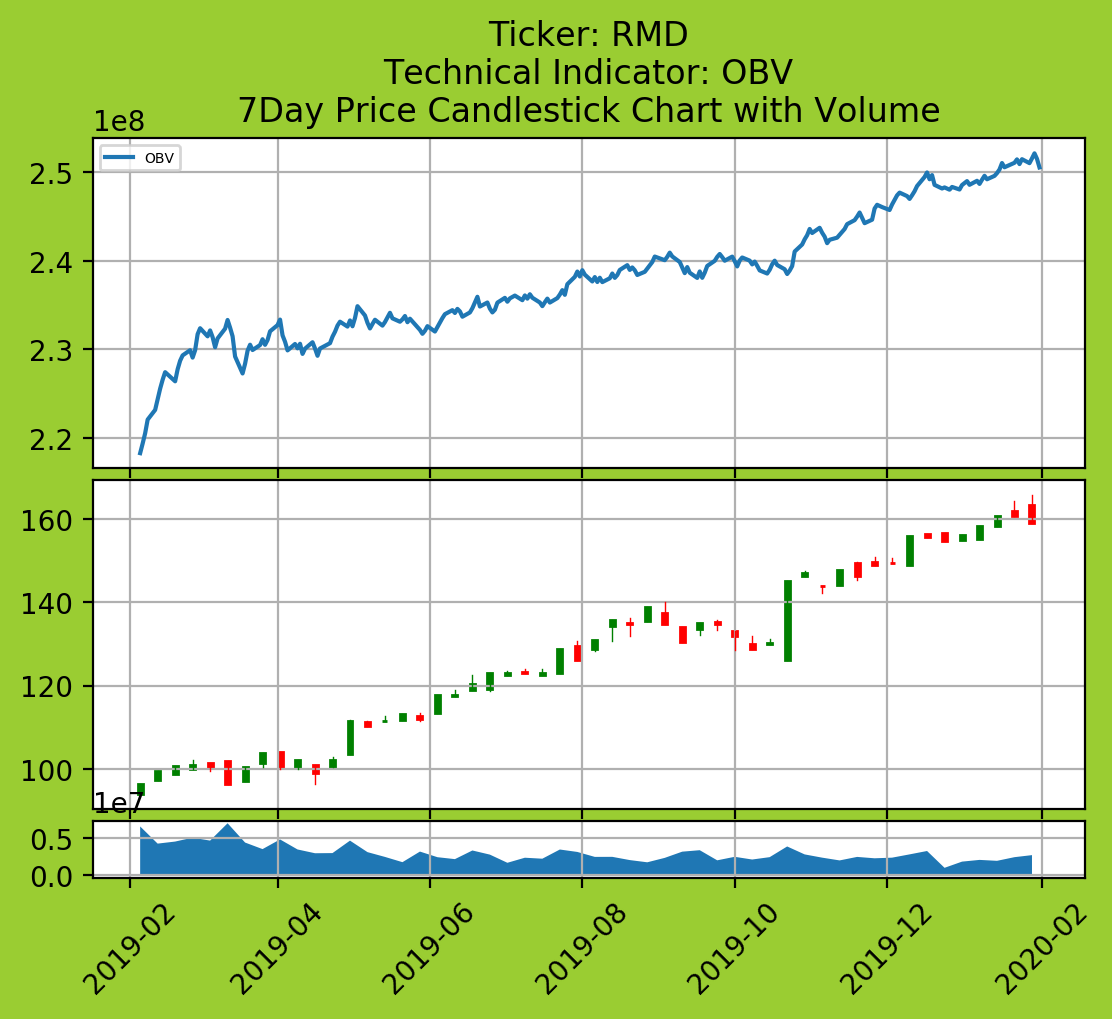 Ticker: RMD
Technical Indicator: OBV
7Day Price Candlestick Chart with Volume
1e8
OBV
2.5
2.4
2.3
2.2
160
140
120
100
1e7
0.5
0.0
2019-02
2019-04
2019-06
2019-08
2019-10
2019-12
2020-02